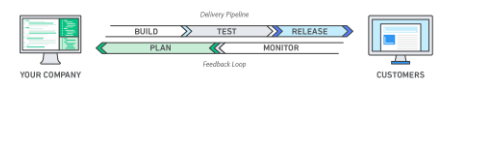 Delivery Pipeline
BUILD TEST RELEASE
PLAN MONITOR
YOUR COMPANY
Feedback Loop
CUSTOMERS